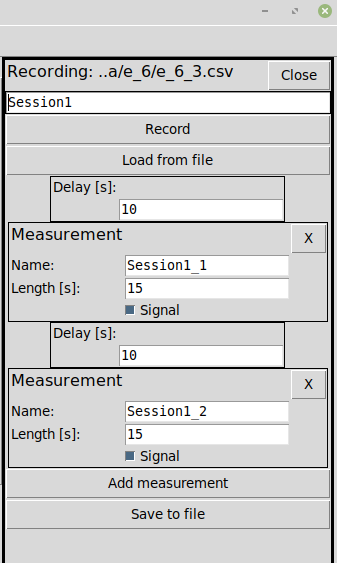 Recording: ..a/e_6/e_6_3.csv Close
Session1
Record
Load from file
Delay [s]:
10
Measurement X
Name: Session1_1
Length [s]: 15
Signal
Delay [s]:
10
Measurement X
Name: Session1_2
Length [s]: 15
Signal
Add measurement
Save to file